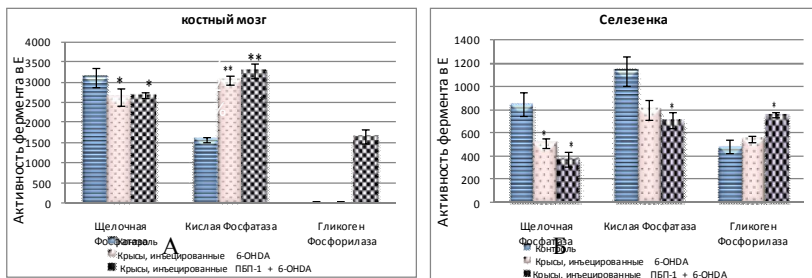 костный мозг
Активность фермента в Е
4000
3500
3000
2500
2000
1500
1000
500
0
* * ** **
Щелочная Фосфатаза
Кислая Фосфатаза
Гликоген Фосфорилаза
А
Контроль
Крысы, инъецированные 6-OHDA
Крысы, инъецированные ПБП-1 + 6-OHDA
Селезенка
Активность фермента в Е
1400
1200
1000
800
600
400
200
0
* * * *
Щелочная Фосфатаза
Кислая Фосфатаза
Гликоген Фосфорилаза
Контроль
Крысы, инъецированные 6-OHDA
Крысы, инъецированные ПБП-1 + 6-OHDA